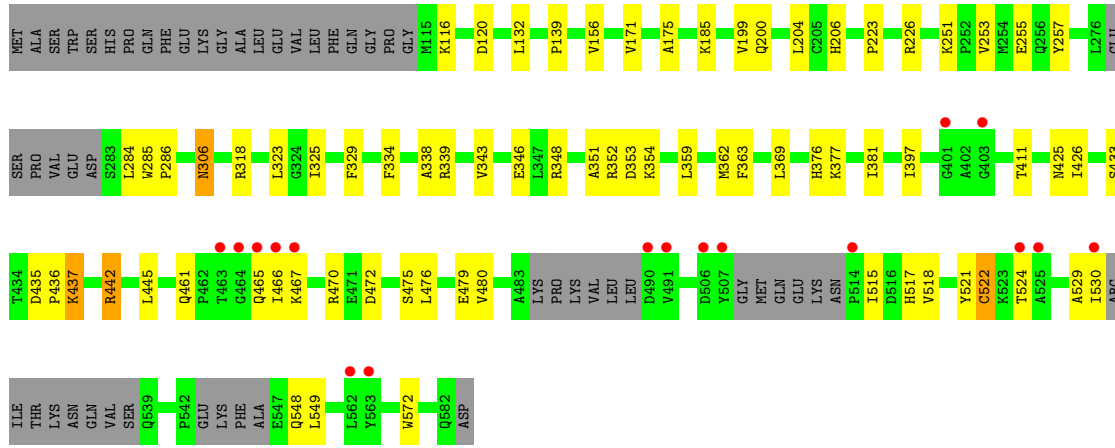 MET ALA SER TRP SER HIS PRO GLN PHE GLU LYS GLY ALA LEU GLU VAL LEU PHE GLN GLY PRO GLY M115 K116 D120 L132 P139 V156 V171 A175 K185 V199 Q200 L204 C205 H206 P223 R226 K251 P252 V253 M254 E255 Q256 Y257 L276 GLU
SER PRO VAL GLU ASP S283 L284 W285 P286 N306 R318 L323 G324 I325 F329 F334 A338 R339 V343 E346 L347 R348 A351 R352 D353 K354 L359 M362 F363 L369 H376 K377 I381 I397 G401 A402 G403 T411 N425 I426 S433
T434 D435 P436 K437 R442 L445 Q461 P462 T463 G464 Q465 I466 K467 R470 E471 D472 S475 L476 E479 V480 A483 LYS PRO LYS VAL LEU LEU D490 V491 D506 Y507 GLY MET GLN GLU LYS ASN P514 I515 D516 H517 V518 Y521 C522 K523 T524 A525 A529 I530 ARG
ILE THR LYS ASN GLN VAL SER Q539 P542 GLU LYS PHE ALA E547 Q548 L549 L562 Y563 W572 Q582 ASP